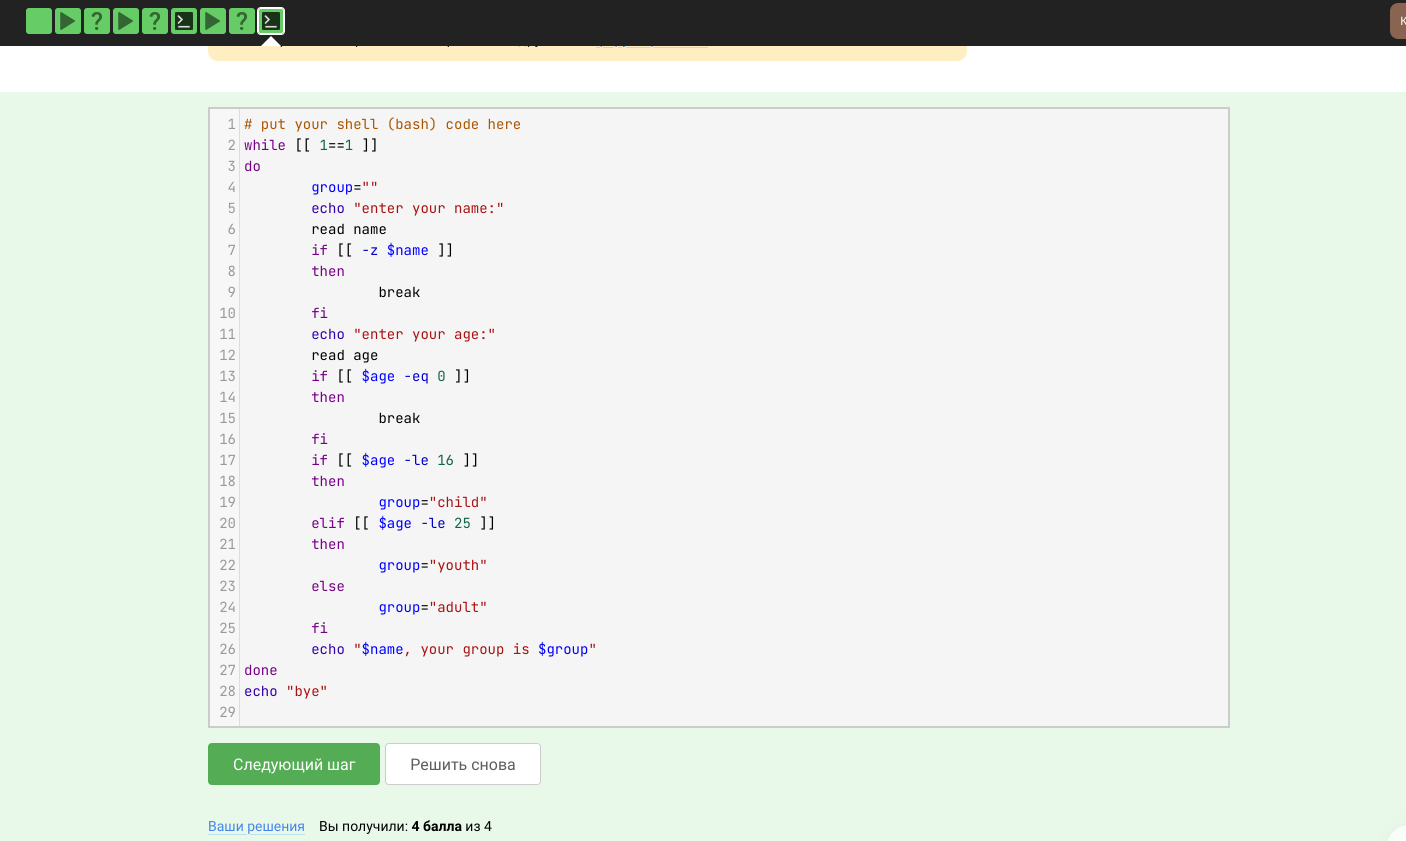 1 # put your shell (bash) code here
2 while [[ 1==1 ]]
3 do
4 group=""
5 echo "enter your name:"
6 read name
7 if [[ -z $name ]]
8 then
9 break
10 fi
11 echo "enter your age:"
12 read age
13 if [[ $age -eq 0 ]]
14 then
15 break
16 fi
17 if [[ $age -le 16 ]]
18 then
19 group="child"
20 elif [[ $age -le 25 ]]
21 then
22 group="youth"
23 else
24 group="adult"
25 fi
26 echo "$name, your group is $group"
27 done
28 echo "bye"
29
Следующий шаг Решить снова
Ваши решения Вы получили: 4 балла из 4